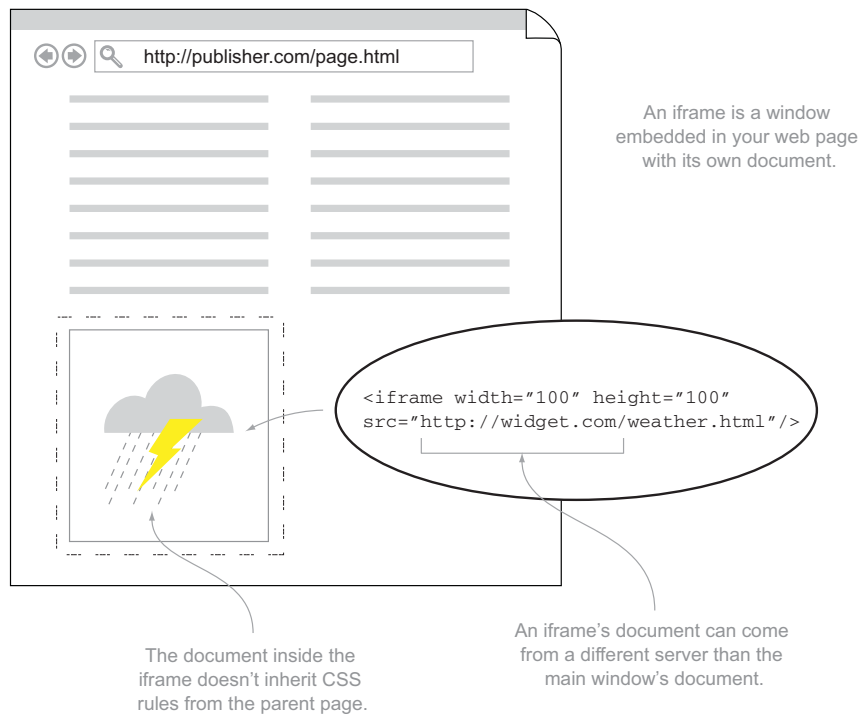 http://publisher.com/page.html
An iframe is a window
embedded in your web page
with its own document.
<iframe width="100" height="100"
src="http://widget.com/weather.html"/>
The document inside the
iframe doesn't inherit CSS
rules from the parent page.
An iframe's document can come
from a different server than the
main window's document.